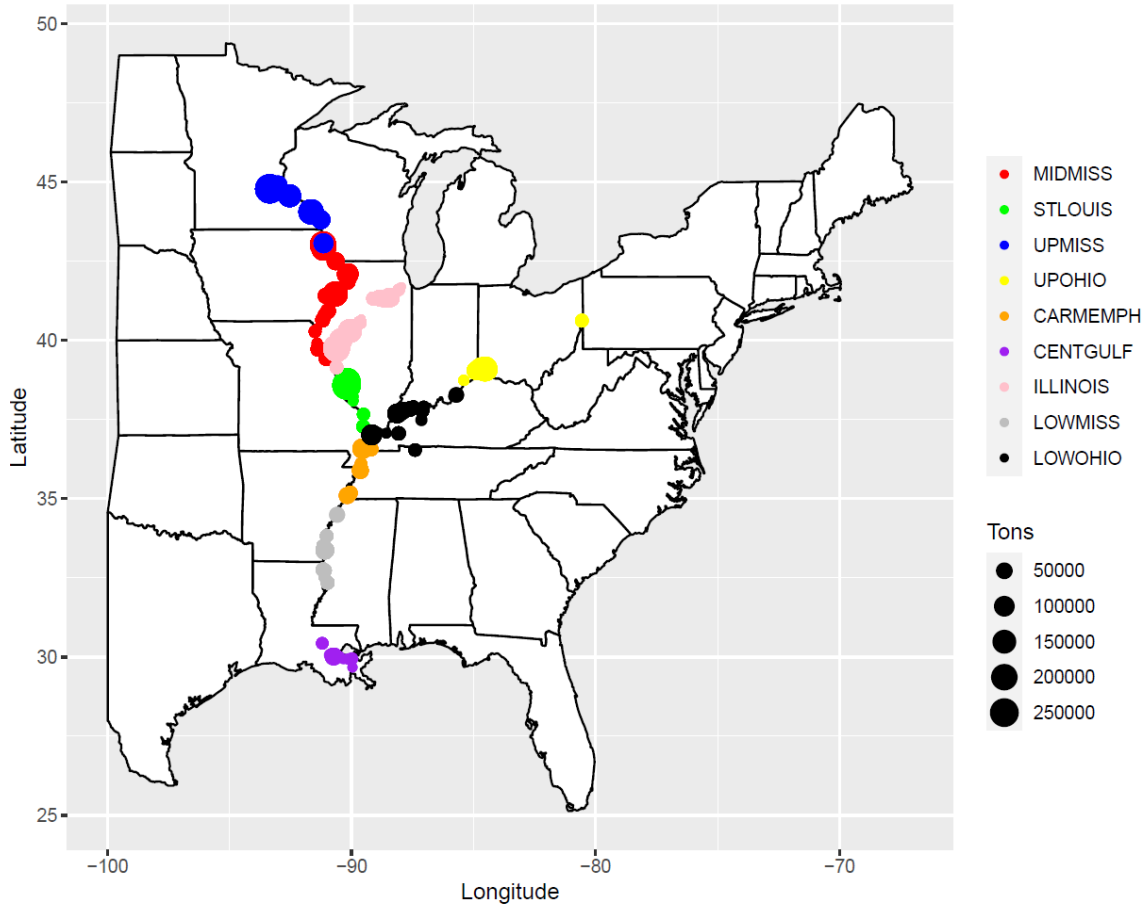 50
45
40
35
30
25
Latitude
−100
−90
−80
−70
Longitude
MIDMISS
STLOUIS
UPMISS
UPOHIO
CARMEMPH
CENTGULF
ILLINOIS
LOWMISS
LOWOHIO
Tons
50000
100000
150000
200000
250000